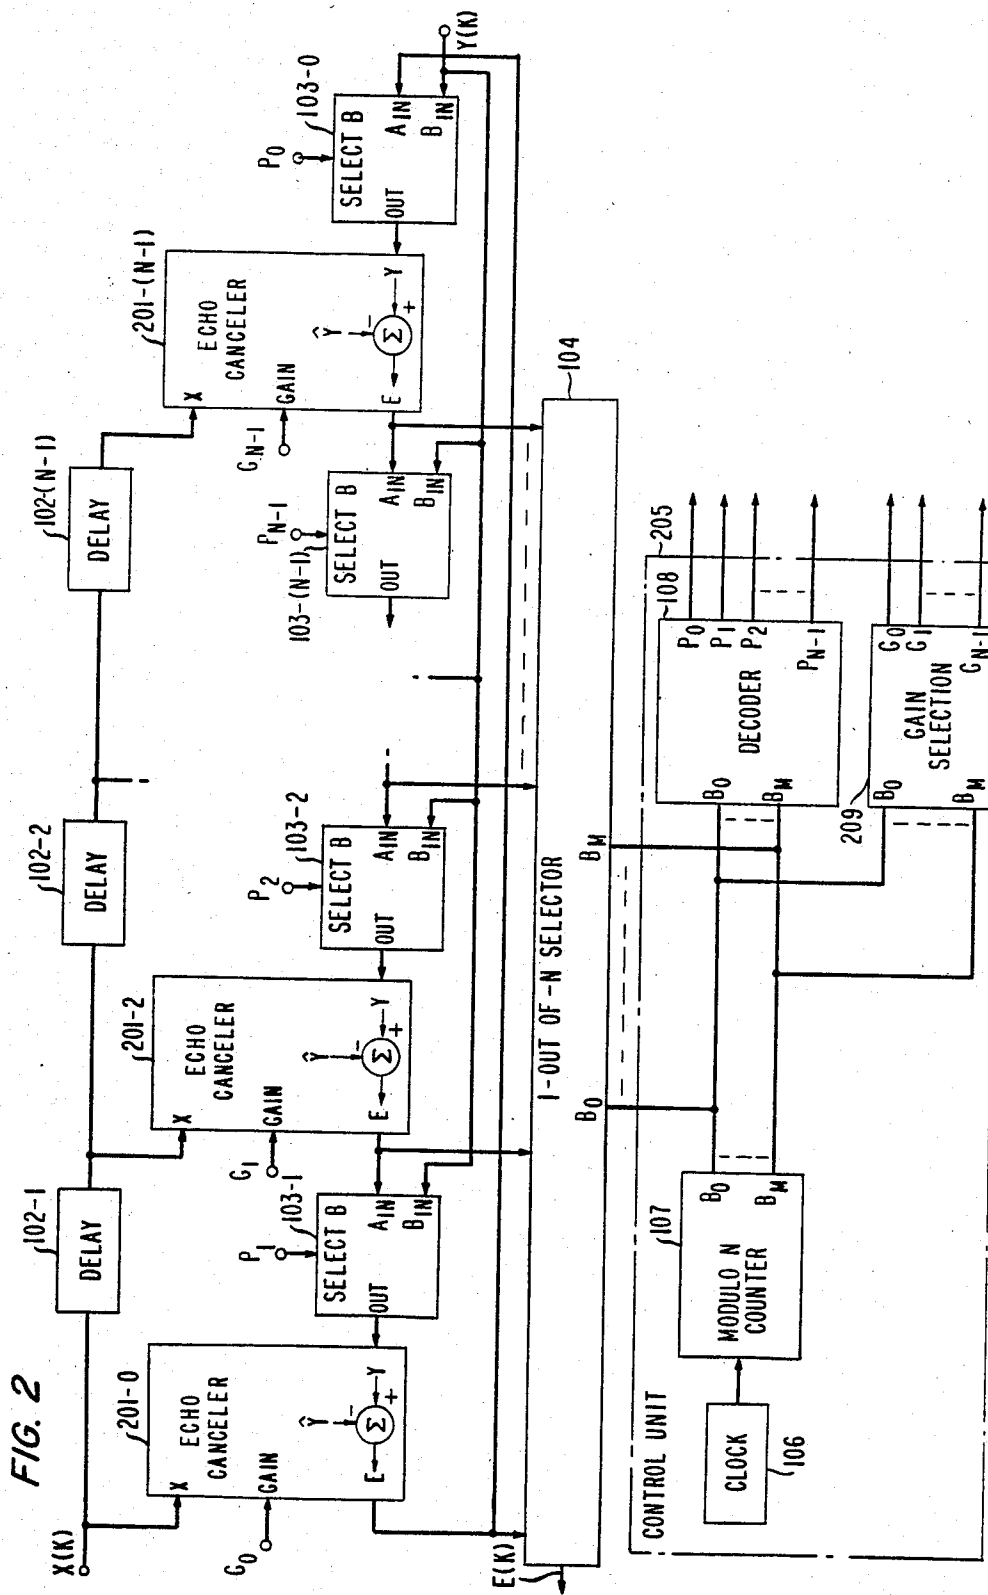 FIG. 2
X(K)
102-1
DELAY
102-2
DELAY
102-(N-1)
DELAY
201-0
X
ECHO
CANCELER
GAIN
G0
Ŷ
−
Σ
+
Y
E
P1
103-1
SELECT B
OUT
AIN
BIN
201-2
X
ECHO
CANCELER
GAIN
G1
Ŷ
−
Σ
+
Y
E
P2
103-2
SELECT B
OUT
AIN
BIN
PN-1
103-(N-1)
SELECT B
OUT
AIN
BIN
201-(N-1)
X
ECHO
CANCELER
GAIN
GN-1
Ŷ
−
Σ
+
Y
E
P0
103-0
SELECT B
OUT
AIN
BIN
Y(K)
E(K)
1-OUT OF-N SELECTOR
104
B0
BM
CONTROL UNIT
205
CLOCK
106
107
MODULO N
COUNTER
B0
BM
108
DECODER
B0
BM
P0
P1
P2
PN-1
209
GAIN
SELECTION
B0
BM
G0
G1
GN-1